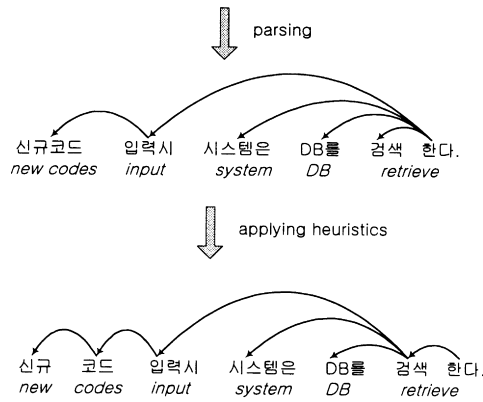 parsing
신규코드 입력시 시스템은 DB를 검색 한다.
new codes input system DB retrieve
applying heuristics
신규 코드 입력시 시스템은 DB를 검색 한다.
new codes input system DB retrieve